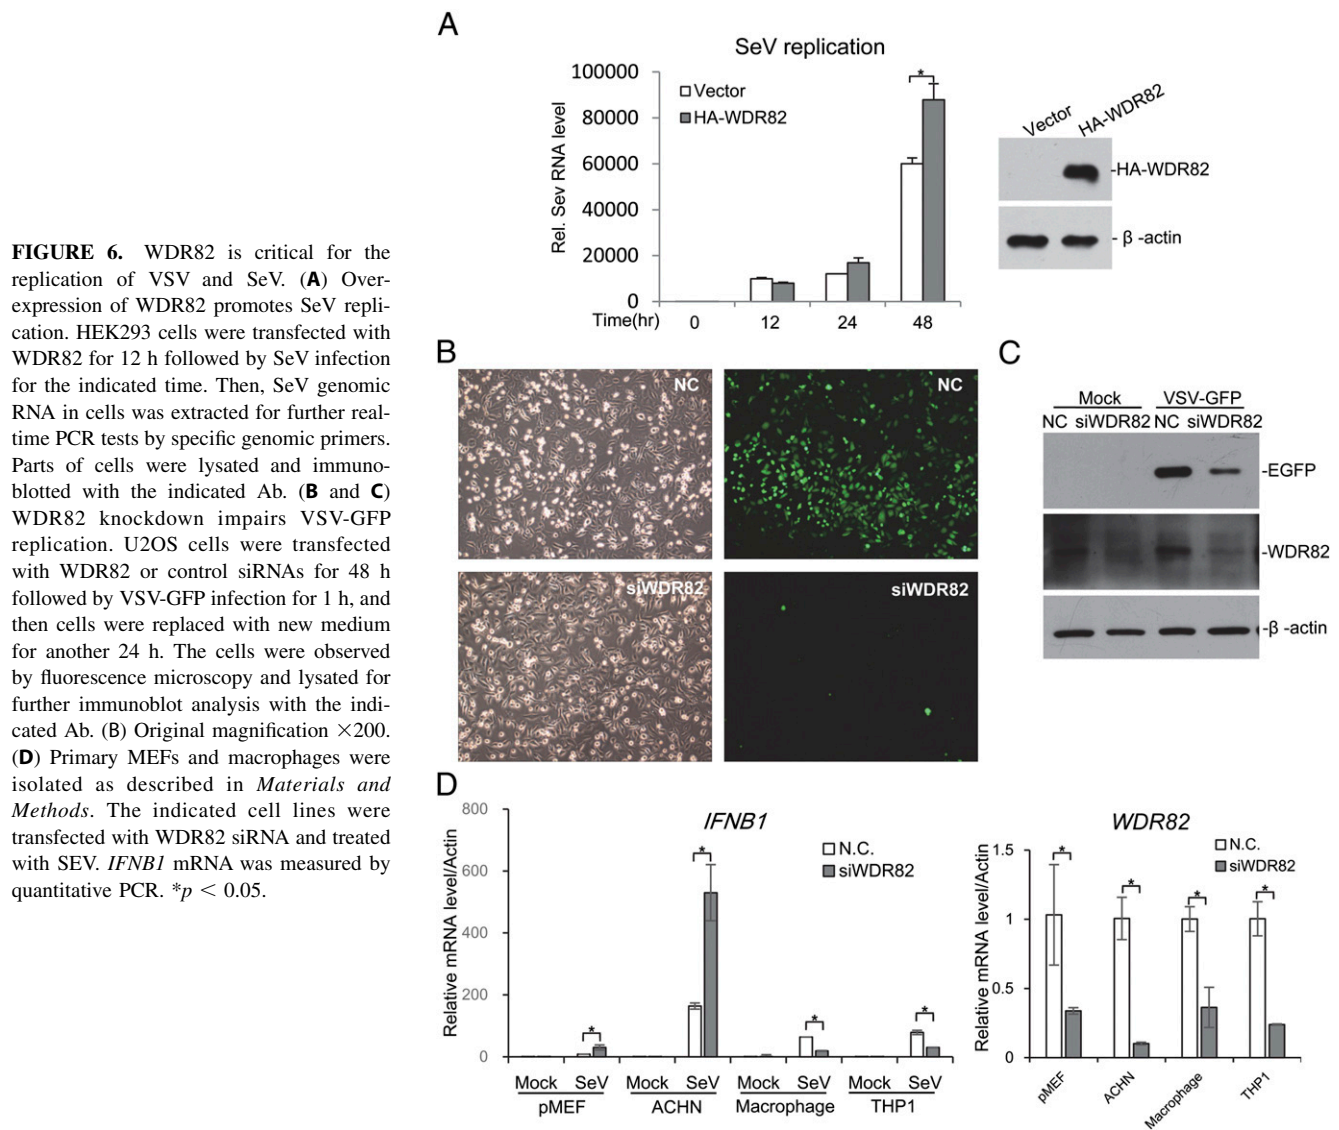 FIGURE 6. WDR82 is critical for the
replication of VSV and SeV. (A) Over-
expression of WDR82 promotes SeV repli-
cation. HEK293 cells were transfected with
WDR82 for 12 h followed by SeV infection
for the indicated time. Then, SeV genomic
RNA in cells was extracted for further real-
time PCR tests by specific genomic primers.
Parts of cells were lysated and immuno-
blotted with the indicated Ab. (B and C)
WDR82 knockdown impairs VSV-GFP
replication. U2OS cells were transfected
with WDR82 or control siRNAs for 48 h
followed by VSV-GFP infection for 1 h, and
then cells were replaced with new medium
for another 24 h. The cells were observed
by fluorescence microscopy and lysated for
further immunoblot analysis with the indi-
cated Ab. (B) Original magnification ×200.
(D) Primary MEFs and macrophages were
isolated as described in Materials and
Methods. The indicated cell lines were
transfected with WDR82 siRNA and treated
with SEV. IFNB1 mRNA was measured by
quantitative PCR. *p < 0.05.
A
SeV replication
Rel. Sev RNA level
100000
80000
60000
40000
20000
0
Vector
HA-WDR82
*
Time(hr) 0 12 24 48
Vector HA-WDR82
-HA-WDR82
- β -actin
B
NC
NC
siWDR82
siWDR82
C
Mock VSV-GFP
NC siWDR82 NC siWDR82
-EGFP
-WDR82
-β -actin
D
IFNB1
Relative mRNA level/Actin
800
600
400
200
0
N.C.
siWDR82
* * * *
Mock SeV Mock SeV Mock SeV Mock SeV
pMEF ACHN Macrophage THP1
WDR82
Relative mRNA level/Actin
1.5
1
0.5
0
N.C.
siWDR82
* * * *
pMEF ACHN Macrophage THP1